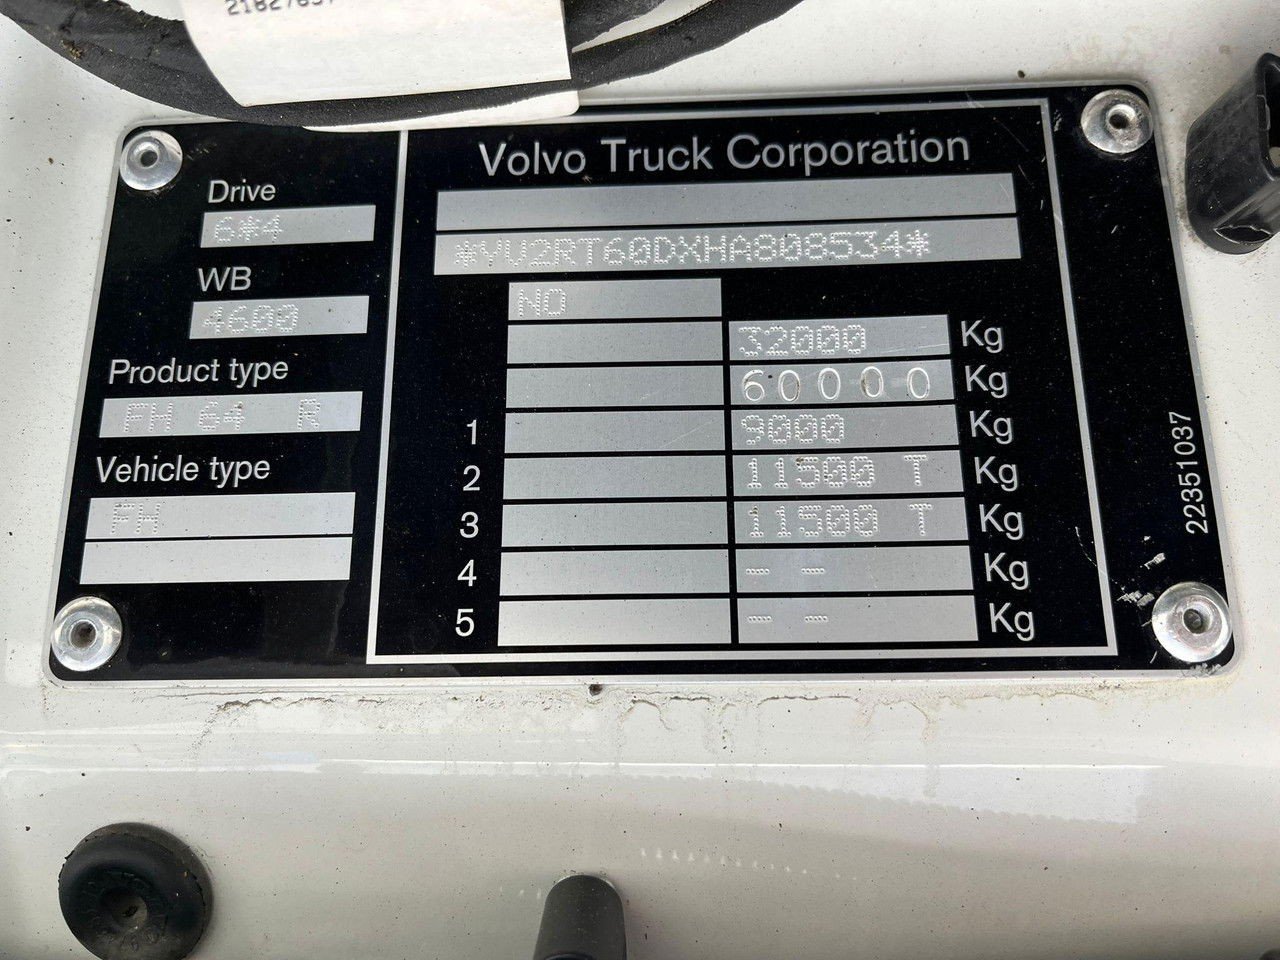 Drive
6*4
WB
4600
Product type
FH 64 R
Vehicle type
FH
Volvo Truck Corporation
*YV2RT60DXHA808534*
NO
32000 Kg
60000 Kg
1 9000 Kg
2 11500 T Kg
3 11500 T Kg
4 -- -- Kg
5 -- -- Kg
22351037